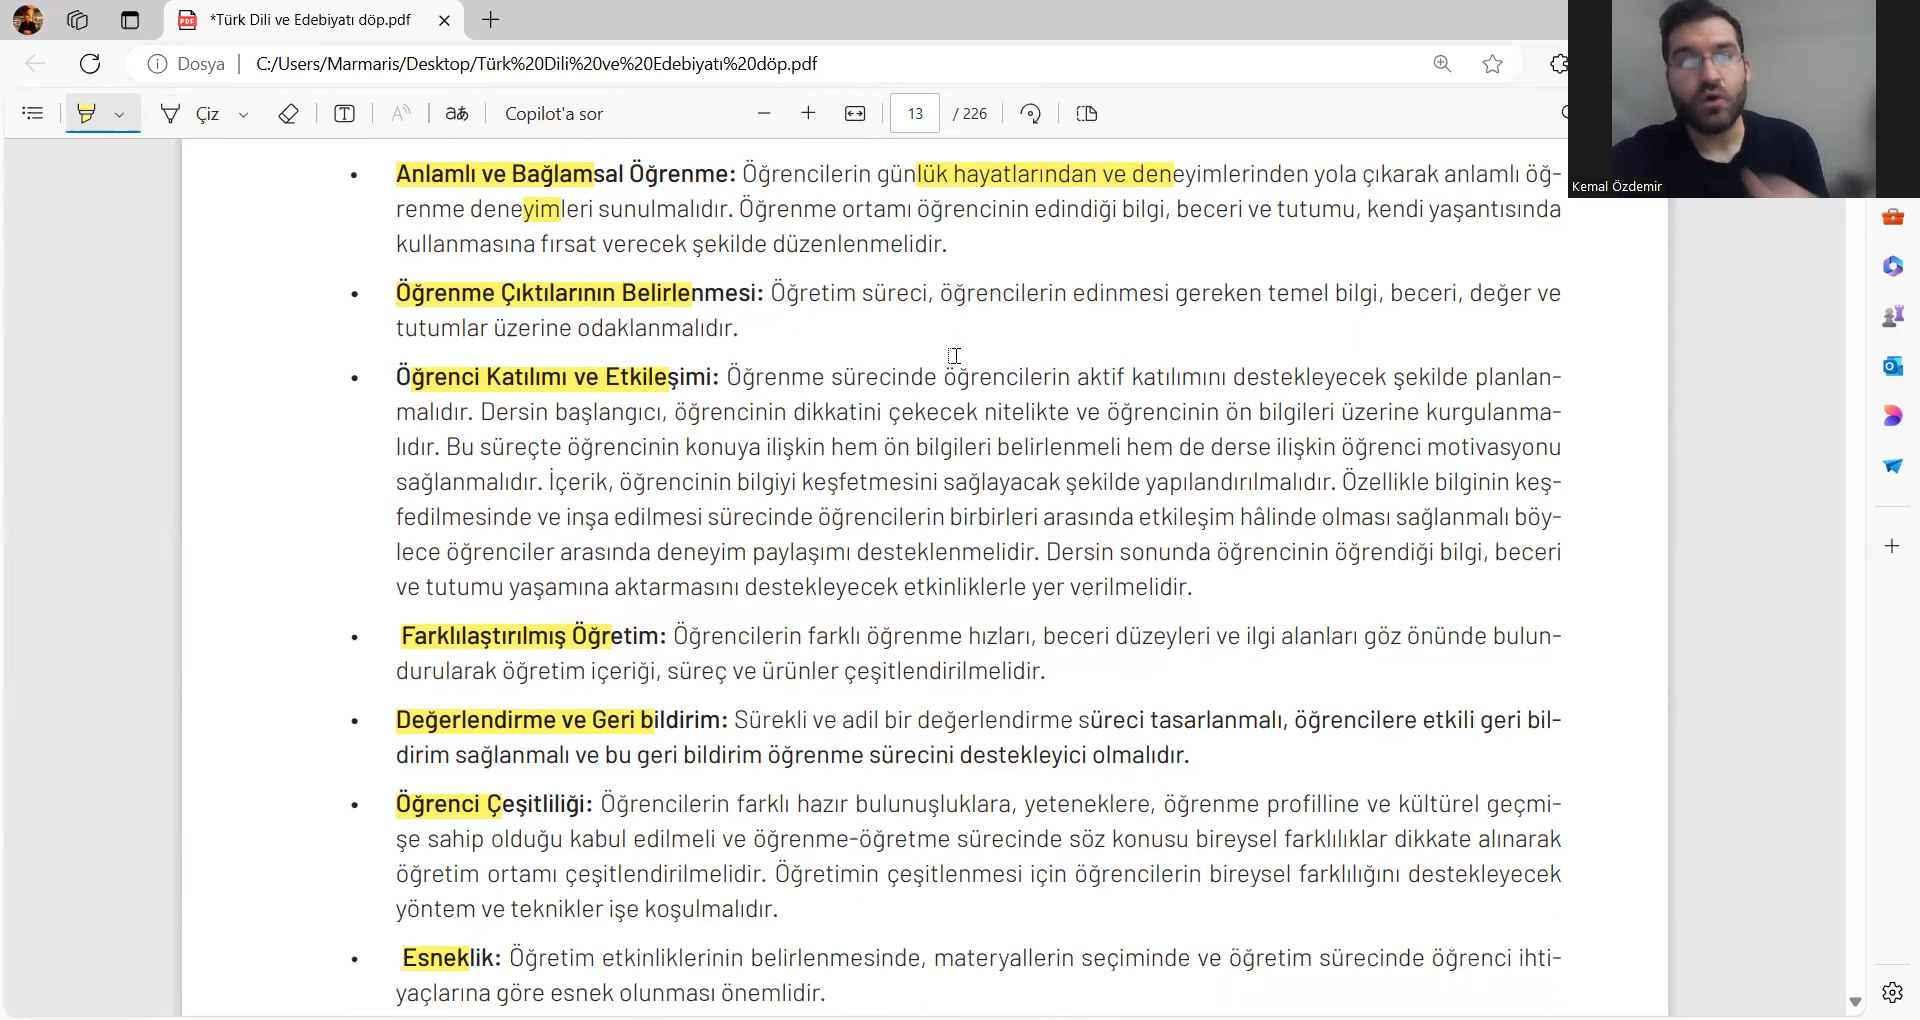 *Türk Dili ve Edebiyatı döp.pdf
Dosya
C:/Users/Marmaris/Desktop/Türk%20Dili%20ve%20Edebiyatı%20döp.pdf
Çiz
aあ
Copilot'a sor
13 / 226
Kemal Özdemir
• Anlamlı ve Bağlamsal Öğrenme: Öğrencilerin günlük hayatlarından ve deneyimlerinden yola çıkarak anlamlı öğ-
renme deneyimleri sunulmalıdır. Öğrenme ortamı öğrencinin edindiği bilgi, beceri ve tutumu, kendi yaşantısında
kullanmasına fırsat verecek şekilde düzenlenmelidir.
• Öğrenme Çıktılarının Belirlenmesi: Öğretim süreci, öğrencilerin edinmesi gereken temel bilgi, beceri, değer ve
tutumlar üzerine odaklanmalıdır.
• Öğrenci Katılımı ve Etkileşimi: Öğrenme sürecinde öğrencilerin aktif katılımını destekleyecek şekilde planlan-
malıdır. Dersin başlangıcı, öğrencinin dikkatini çekecek nitelikte ve öğrencinin ön bilgileri üzerine kurgulanma-
lıdır. Bu süreçte öğrencinin konuya ilişkin hem ön bilgileri belirlenmeli hem de derse ilişkin öğrenci motivasyonu
sağlanmalıdır. İçerik, öğrencinin bilgiyi keşfetmesini sağlayacak şekilde yapılandırılmalıdır. Özellikle bilginin keş-
fedilmesinde ve inşa edilmesi sürecinde öğrencilerin birbirleri arasında etkileşim hâlinde olması sağlanmalı böy-
lece öğrenciler arasında deneyim paylaşımı desteklenmelidir. Dersin sonunda öğrencinin öğrendiği bilgi, beceri
ve tutumu yaşamına aktarmasını destekleyecek etkinliklerle yer verilmelidir.
• Farklılaştırılmış Öğretim: Öğrencilerin farklı öğrenme hızları, beceri düzeyleri ve ilgi alanları göz önünde bulun-
durularak öğretim içeriği, süreç ve ürünler çeşitlendirilmelidir.
• Değerlendirme ve Geri bildirim: Sürekli ve adil bir değerlendirme süreci tasarlanmalı, öğrencilere etkili geri bil-
dirim sağlanmalı ve bu geri bildirim öğrenme sürecini destekleyici olmalıdır.
• Öğrenci Çeşitliliği: Öğrencilerin farklı hazır bulunuşluklara, yeteneklere, öğrenme profilline ve kültürel geçmi-
şe sahip olduğu kabul edilmeli ve öğrenme-öğretme sürecinde söz konusu bireysel farklılıklar dikkate alınarak
öğretim ortamı çeşitlendirilmelidir. Öğretimin çeşitlenmesi için öğrencilerin bireysel farklılığını destekleyecek
yöntem ve teknikler işe koşulmalıdır.
• Esneklik: Öğretim etkinliklerinin belirlenmesinde, materyallerin seçiminde ve öğretim sürecinde öğrenci ihti-
yaçlarına göre esnek olunması önemlidir.